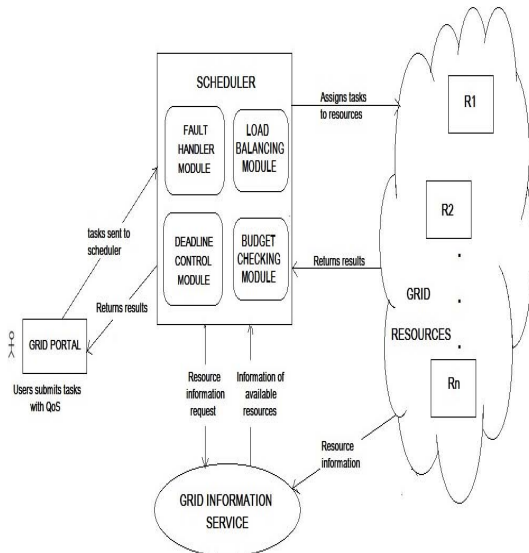 SCHEDULER
FAULT
HANDLER
MODULE
LOAD
BALANCING
MODULE
DEADLINE
CONTROL
MODULE
BUDGET
CHECKING
MODULE
Assigns tasks
to resources
R1
R2
.
.
.
.
GRID
RESOURCES
Rn
Returns results
tasks sent to
scheduler
Returns results
GRID PORTAL
Users submits tasks
with QoS
Resource
information
request
Information of
available
resources
Resource
information
GRID INFORMATION
SERVICE